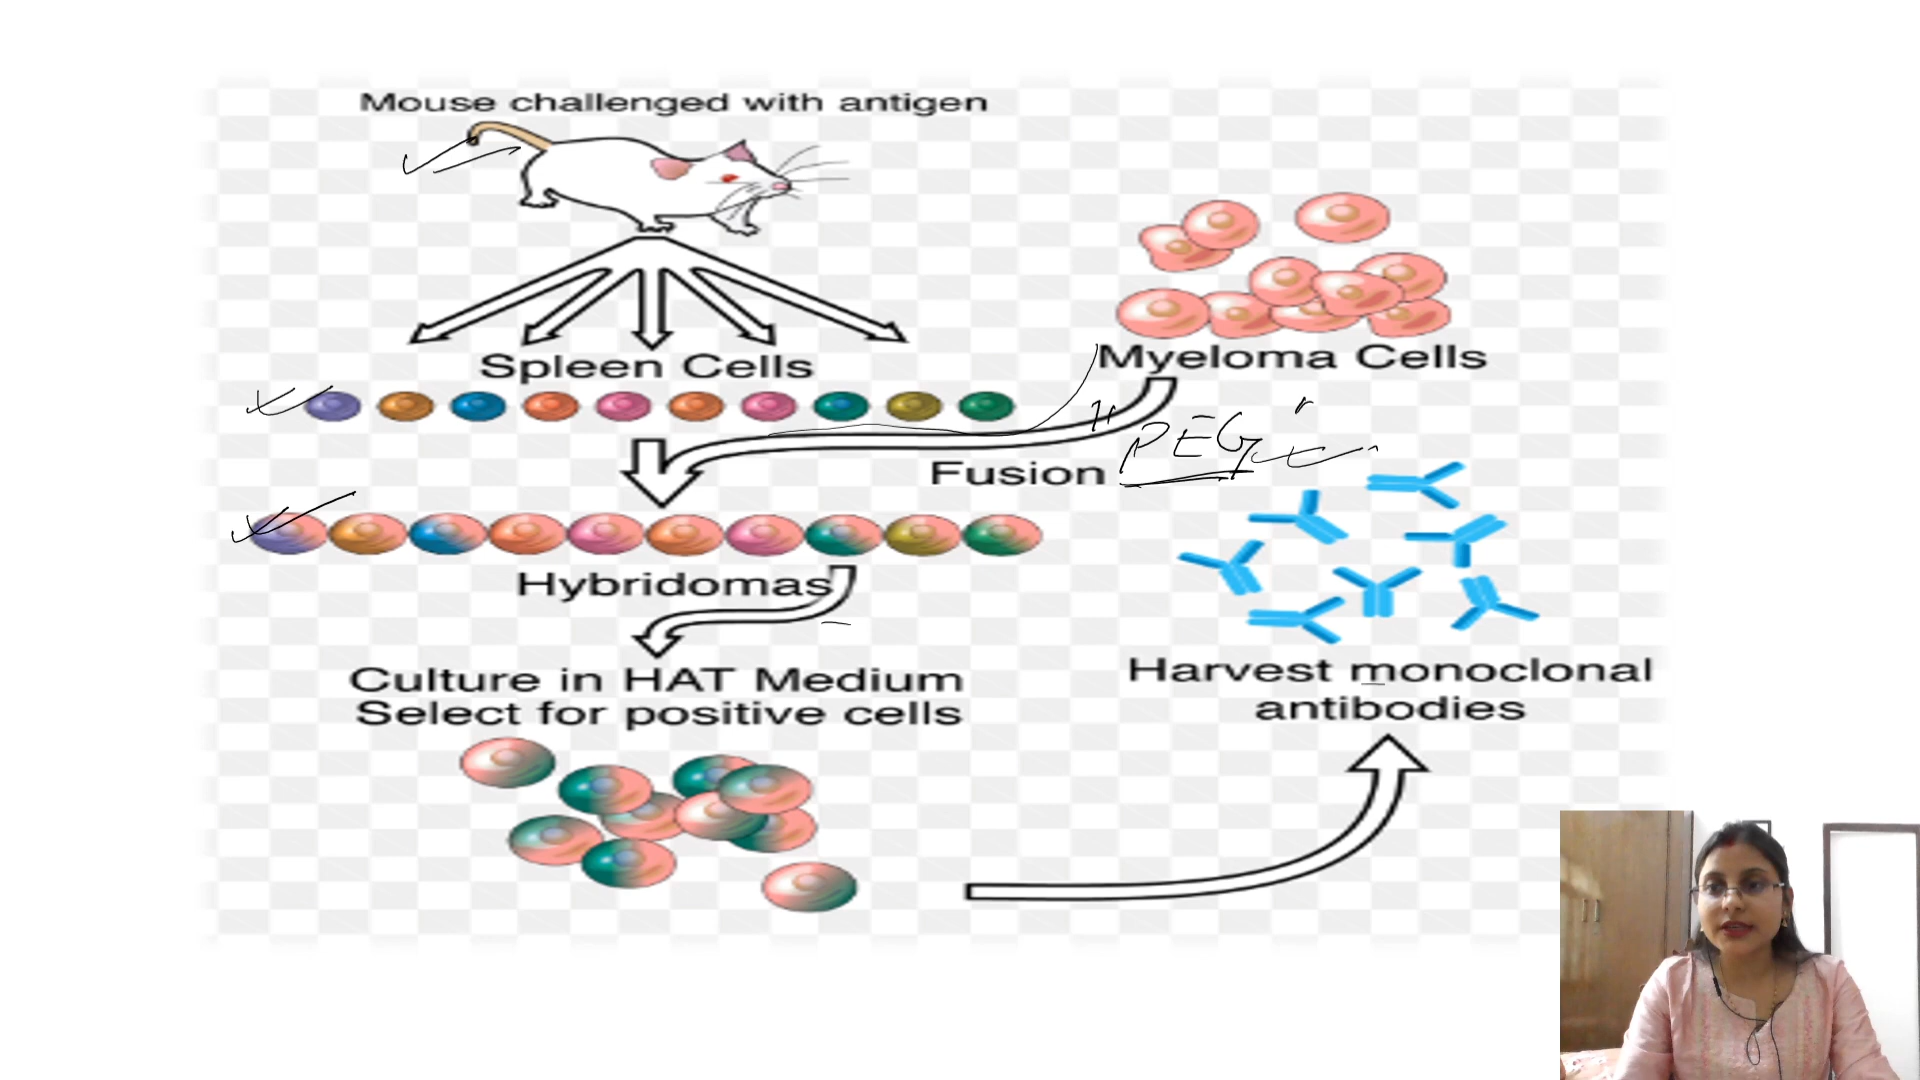 Mouse challenged with antigen
Spleen Cells
Myeloma Cells
Fusion PEG
Hybridomas
Culture in HAT Medium
Select for positive cells
Harvest monoclonal
antibodies